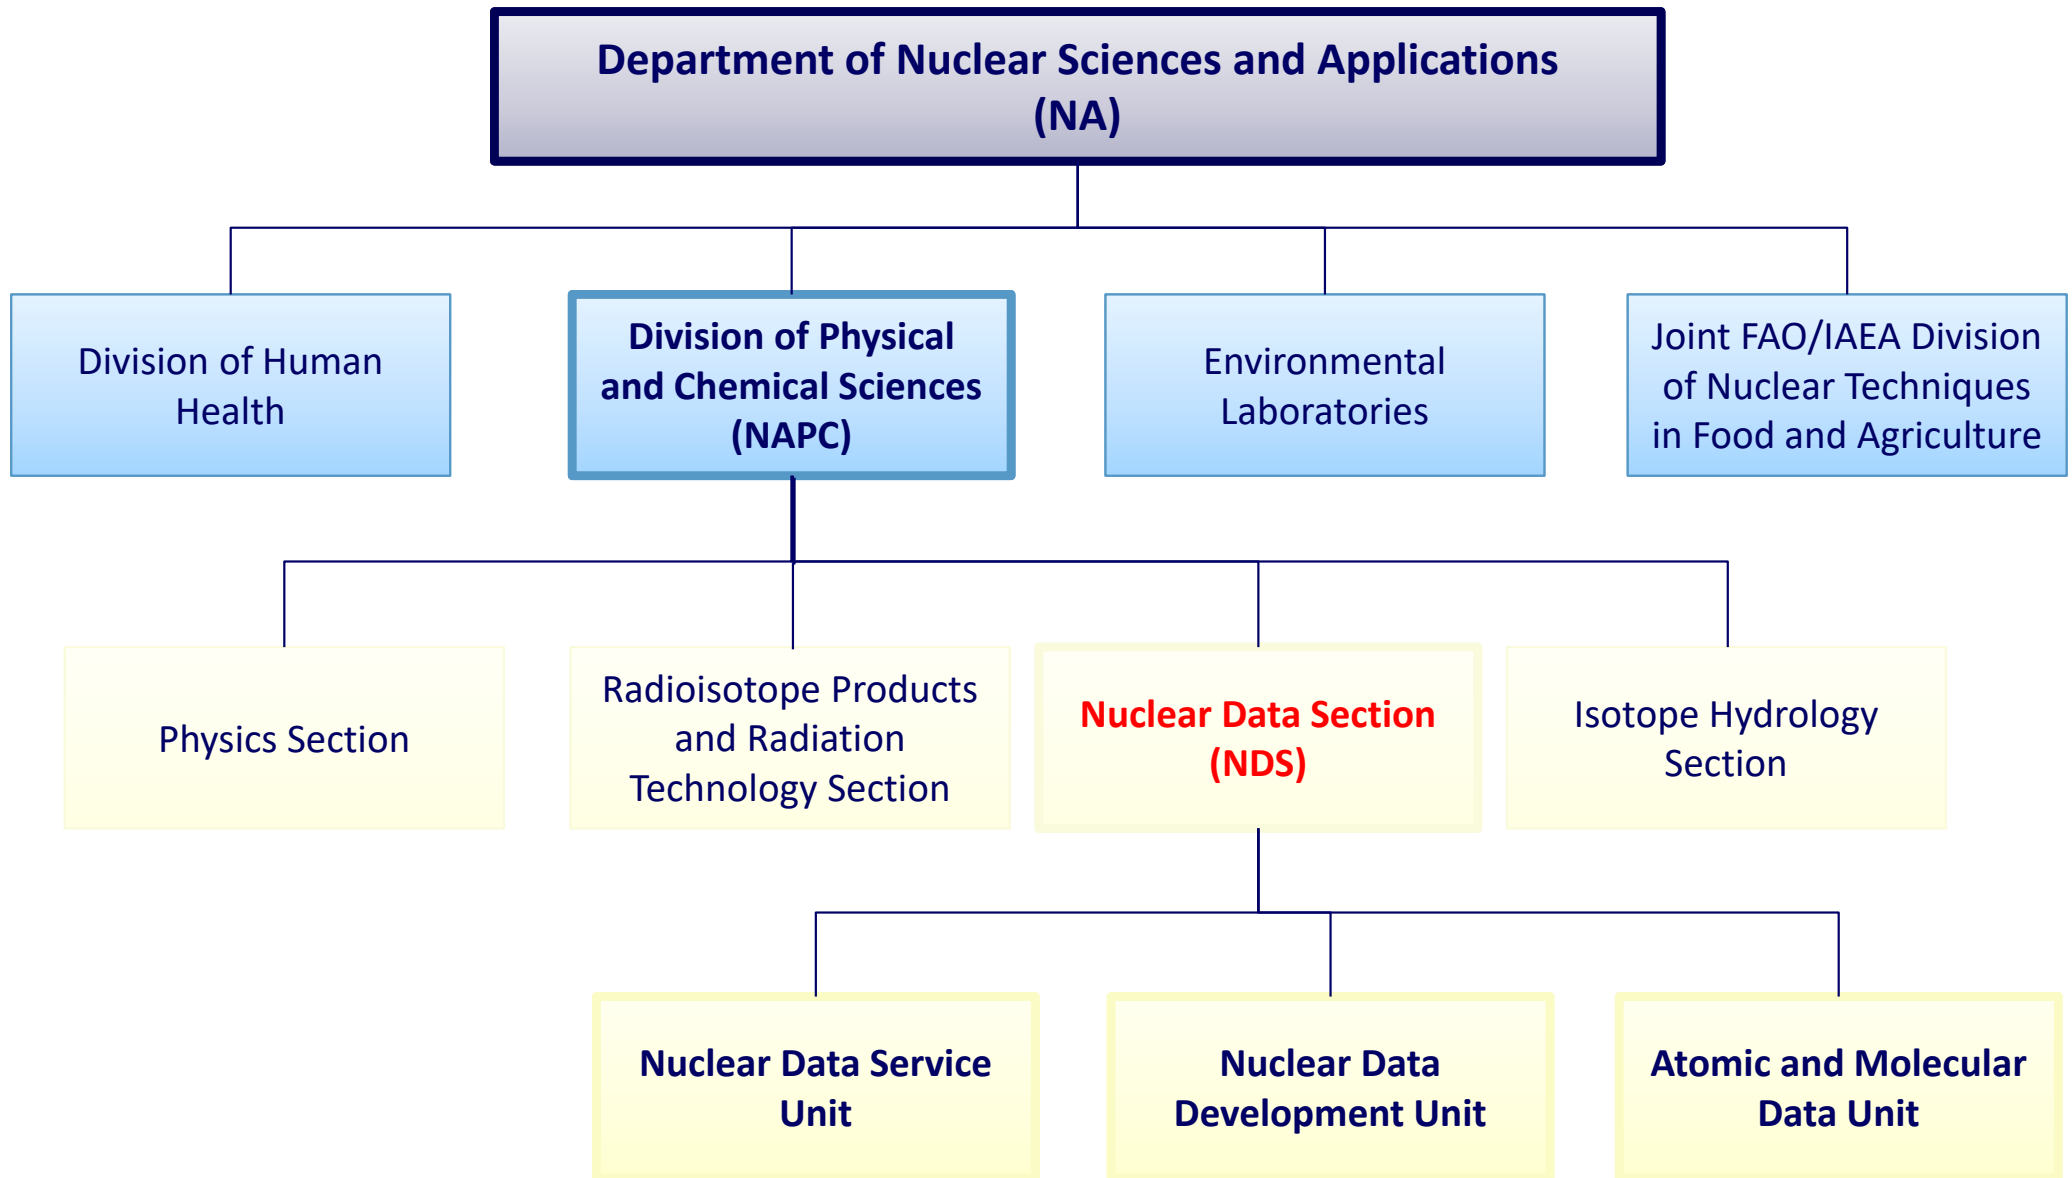 Department of Nuclear Sciences and Applications
(NA)
Division of Human
Health
Division of Physical
and Chemical Sciences
(NAPC)
Environmental
Laboratories
Joint FAO/IAEA Division
of Nuclear Techniques
in Food and Agriculture
Physics Section
Radioisotope Products
and Radiation
Technology Section
Nuclear Data Section
(NDS)
Isotope Hydrology
Section
Nuclear Data Service
Unit
Nuclear Data
Development Unit
Atomic and Molecular
Data Unit